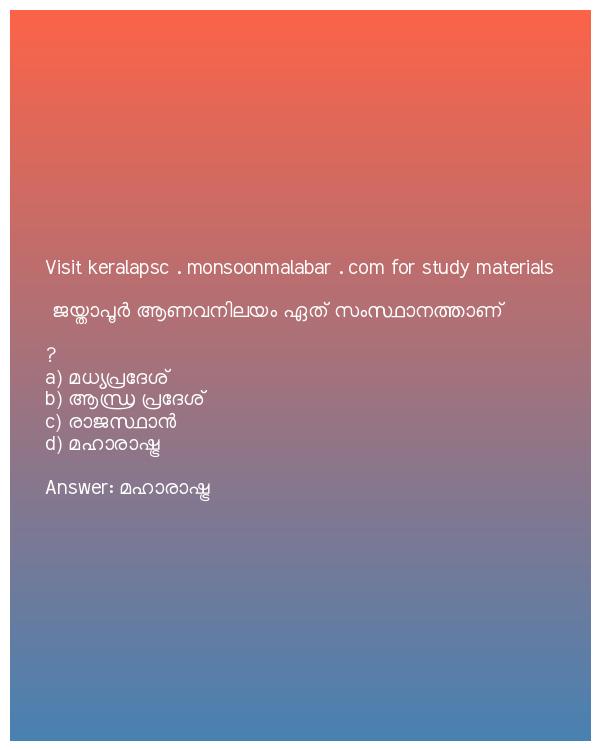 Visit keralapsc . monsoonmalabar . com for study materials
ജയ്താപൂർ ആണവനിലയം ഏത് സംസ്ഥാനത്താണ്
?
a) മധ്യപ്രദേശ്
b) ആന്ധ്ര പ്രദേശ്
c) രാജസ്ഥാൻ
d) മഹാരാഷ്ട്ര
Answer: മഹാരാഷ്ട്ര